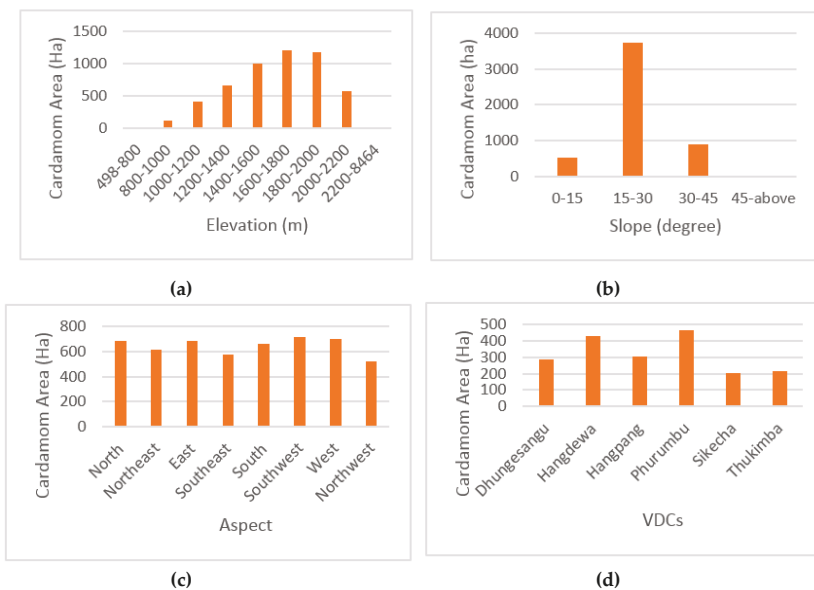 1500
1000
500
0
Cardamom Area (Ha)
498-800
800-1000
1000-1200
1200-1400
1400-1600
1600-1800
1800-2000
2000-2200
2200-8464
Elevation (m)
(a)
4000
3000
2000
1000
0
Cardamom Area (ha)
0-15 15-30 30-45 45-above
Slope (degree)
(b)
800
600
400
200
0
Cardamom Area (Ha)
North
Northeast
East
Southeast
South
Southwest
West
Northwest
Aspect
(c)
500
400
300
200
100
0
Cardamom Area (Ha)
Dhungesangu
Hangdewa
Hangpang
Phurumbu
Sikecha
Thukimba
VDCs
(d)